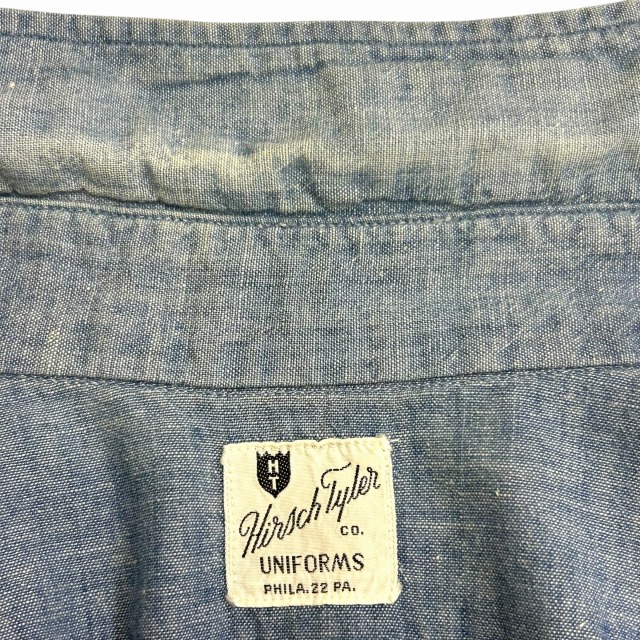 HT
Hirsch Tyler
CO.
UNIFORMS
PHILA. 22 PA.